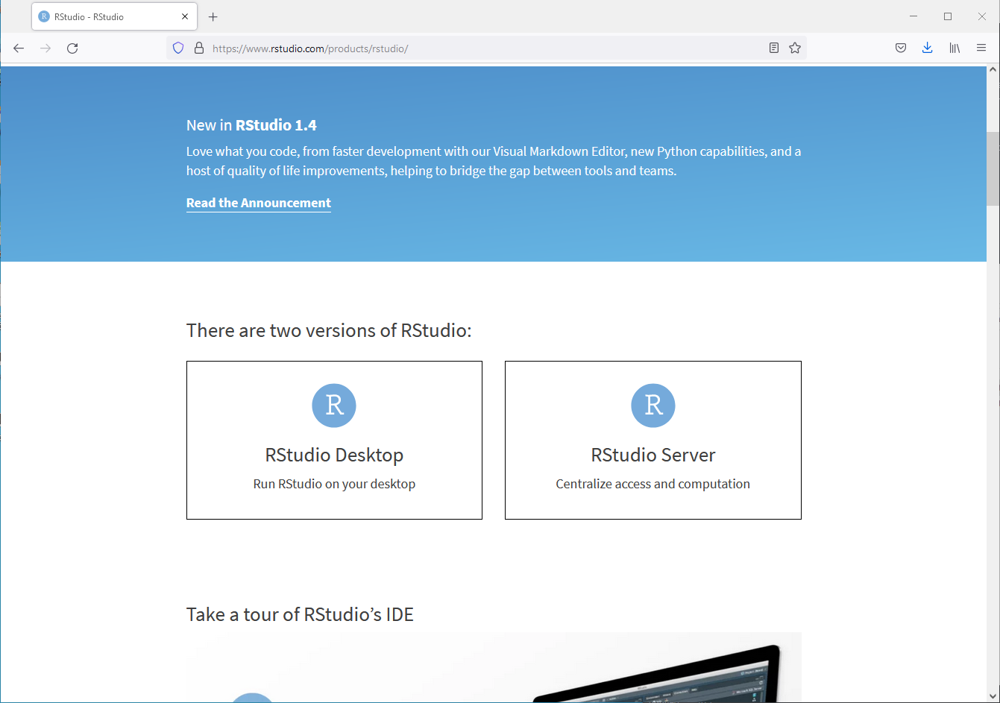 R RStudio - RStudio
https://www.rstudio.com/products/rstudio/
New in RStudio 1.4
Love what you code, from faster development with our Visual Markdown Editor, new Python capabilities, and a
host of quality of life improvements, helping to bridge the gap between tools and teams.
Read the Announcement
There are two versions of RStudio:
R
RStudio Desktop
Run RStudio on your desktop
R
RStudio Server
Centralize access and computation
Take a tour of RStudio’s IDE